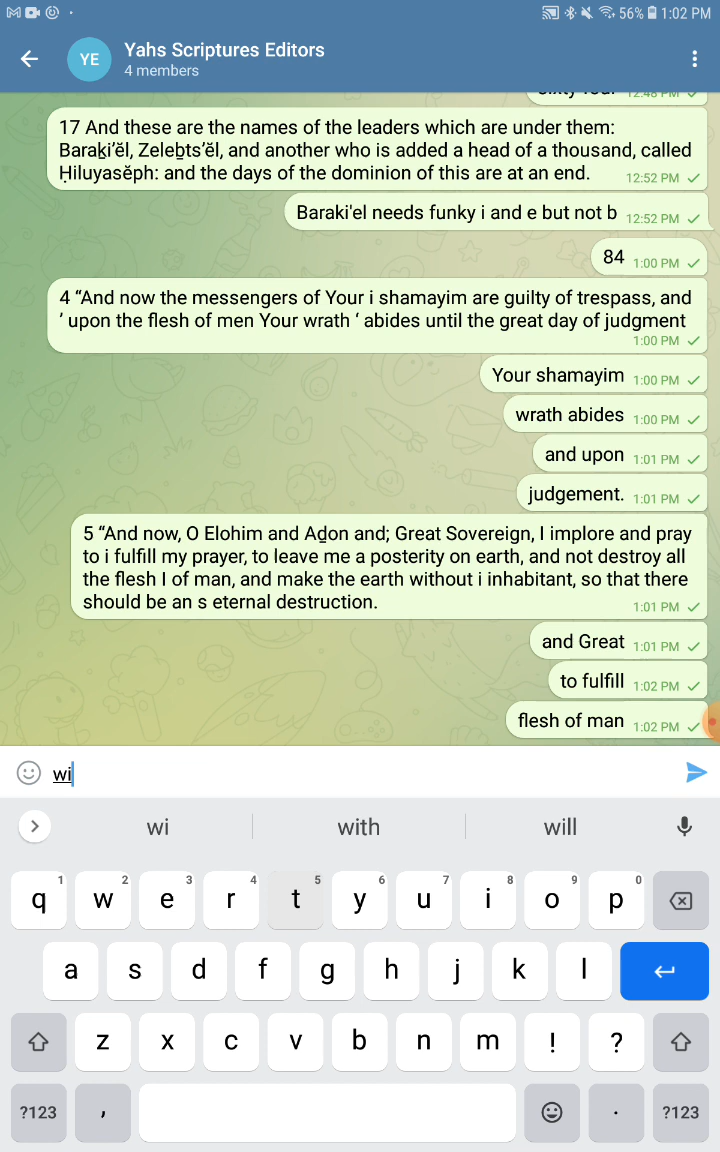 56% 1:02 PM
YE
Yahs Scriptures Editors
4 members
12:48 PM
17 And these are the names of the leaders which are under them:
Baraḵi’ĕl, Zeleḇts’ĕl, and another who is added a head of a thousand, called
Ḥiluyasĕph: and the days of the dominion of this are at an end. 12:52 PM
Baraki'el needs funky i and e but not b 12:52 PM
84 1:00 PM
4 “And now the messengers of Your i shamayim are guilty of trespass, and
’ upon the flesh of men Your wrath ‘ abides until the great day of judgment
1:00 PM
Your shamayim 1:00 PM
wrath abides 1:00 PM
and upon 1:01 PM
judgement. 1:01 PM
5 “And now, O Elohim and Aḏon and; Great Sovereign, I implore and pray
to i fulfill my prayer, to leave me a posterity on earth, and not destroy all
the flesh I of man, and make the earth without i inhabitant, so that there
should be an s eternal destruction. 1:01 PM
and Great 1:01 PM
to fulfill 1:02 PM
flesh of man 1:02 PM
wi
wi with will
1 2 3 4 5 6 7 8 9 0
q w e r t y u i o p
a s d f g h j k l
z x c v b n m ! ?
?123 , . ?123